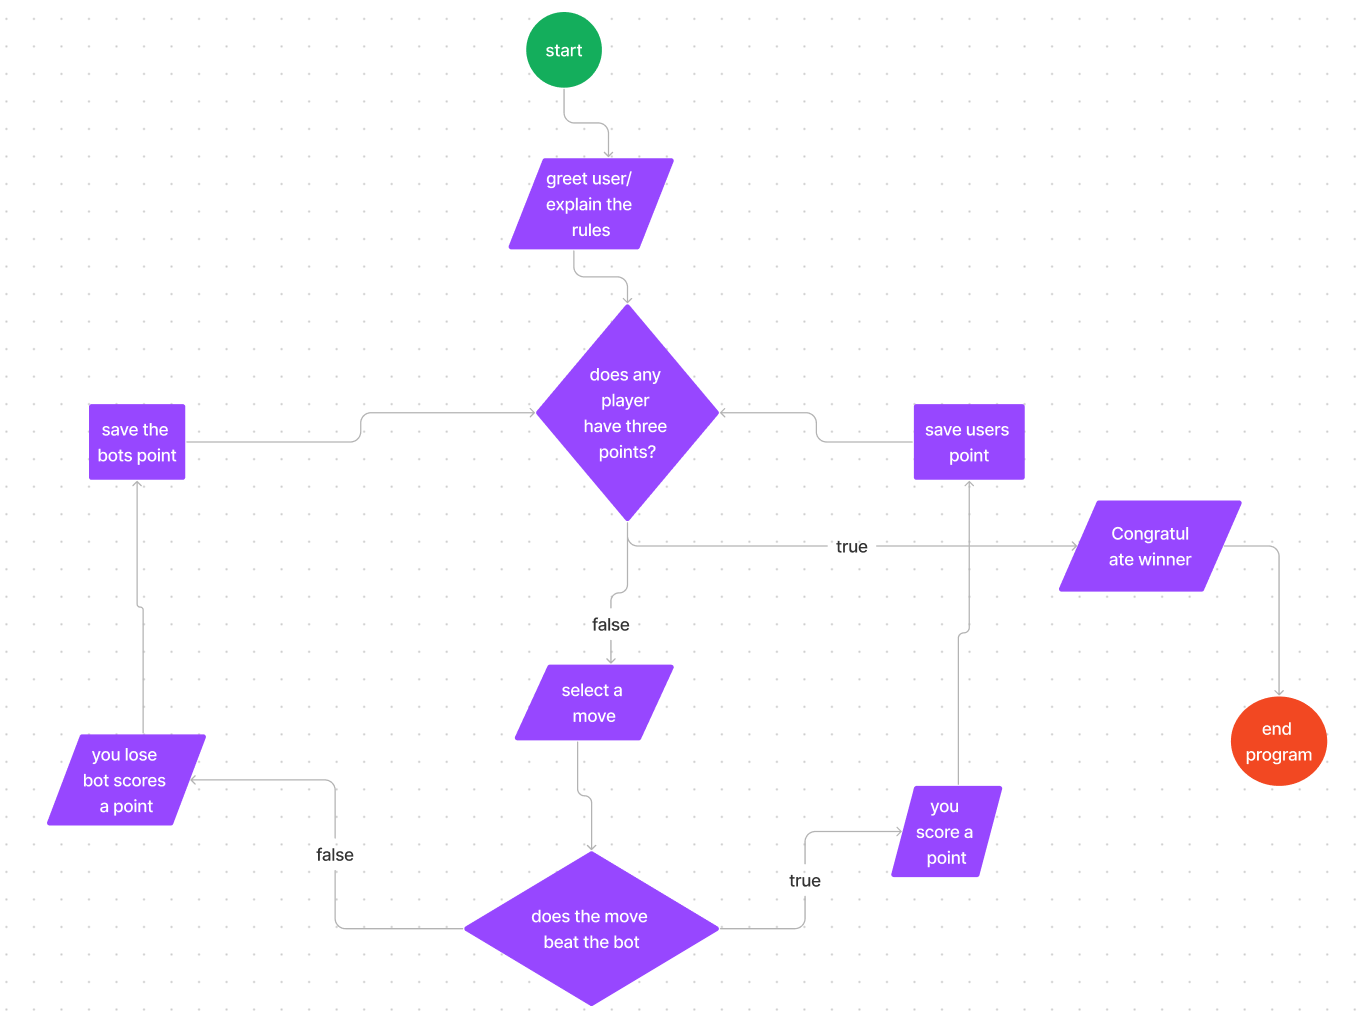 start
greet user/
explain the
rules
does any
player
have three
points?
save the
bots point
save users
point
true
Congratul
ate winner
false
select a
move
end
program
you lose
bot scores
a point
you
score a
point
false
true
does the move
beat the bot